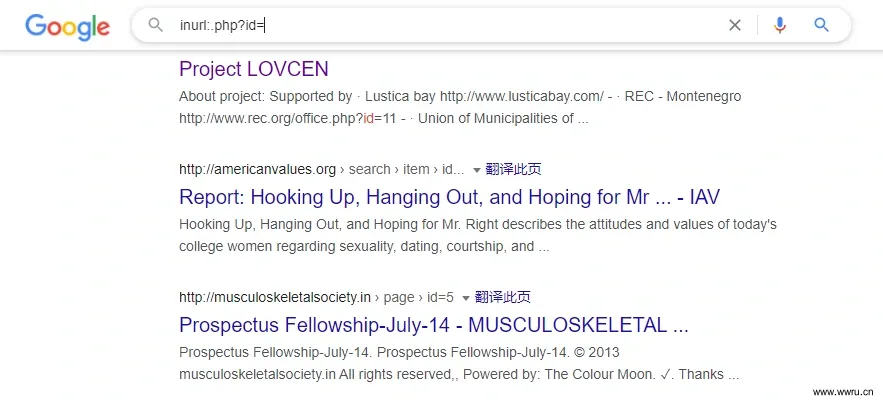 Google
inurl:.php?id=
Project LOVCEN
About project: Supported by · Lustica bay http://www.lusticabay.com/ - · REC - Montenegro
http://www.rec.org/office.php?id=11 - · Union of Municipalities of ...
http://americanvalues.org › search › item › id... 翻译此页
Report: Hooking Up, Hanging Out, and Hoping for Mr ... - IAV
Hooking Up, Hanging Out, and Hoping for Mr. Right describes the attitudes and values of today's
college women regarding sexuality, dating, courtship, and ...
http://musculoskeletalsociety.in › page › id=5 翻译此页
Prospectus Fellowship-July-14 - MUSCULOSKELETAL ...
Prospectus Fellowship-July-14. Prospectus Fellowship-July-14. © 2013
musculoskeletalsociety.in All rights reserved,, Powered by: The Colour Moon. ✓. Thanks ...
www.wwru.cn